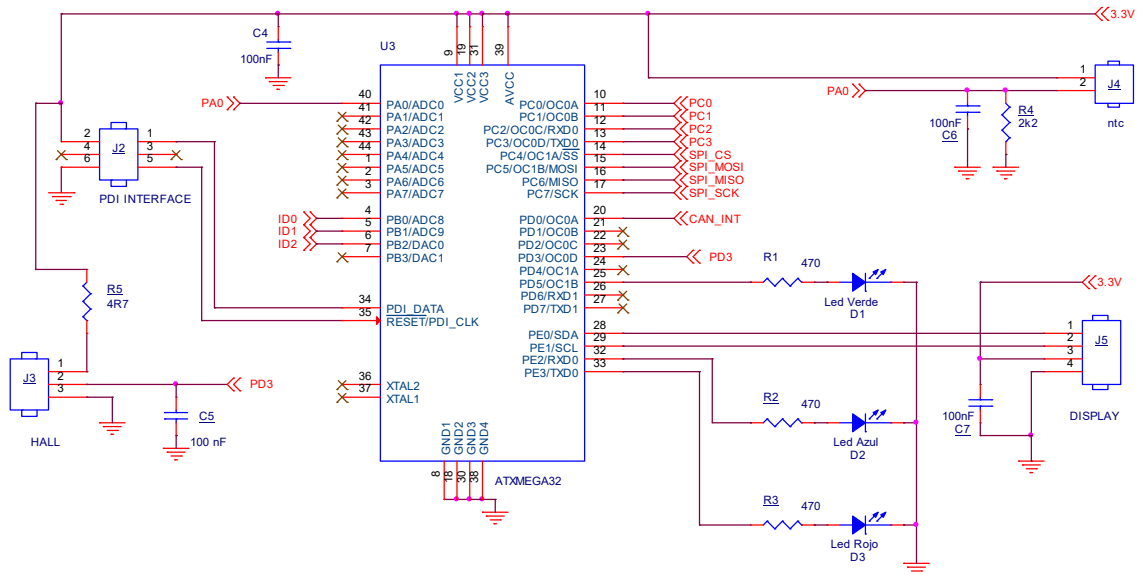 3.3V
C4
100nF
U3
9
19
31
39
VCC1
VCC2
VCC3
AVCC
PA0
40
PA0/ADC0
41
PA1/ADC1
42
PA2/ADC2
43
PA3/ADC3
44
PA4/ADC4
1
PA5/ADC5
2
PA6/ADC6
3
PA7/ADC7
ID0
4
PB0/ADC8
ID1
5
PB1/ADC9
ID2
6
PB2/DAC0
7
PB3/DAC1
34
PDI_DATA
35
RESET/PDI_CLK
36
XTAL2
37
XTAL1
PC0/OC0A
10
PC0
PC1/OC0B
11
PC1
PC2/OC0C/RXD0
12
PC2
PC3/OC0D/TXD0
13
PC3
PC4/OC1A/SS
14
SPI_CS
PC5/OC1B/MOSI
15
SPI_MOSI
PC6/MISO
16
SPI_MISO
PC7/SCK
17
SPI_SCK
PD0/OC0A
20
CAN_INT
PD1/OC0B
21
PD2/OC0C
22
PD3/OC0D
23
PD3
PD4/OC1A
24
PD5/OC1B
25
PD6/RXD1
26
PD7/TXD1
27
PE0/SDA
28
PE1/SCL
29
PE2/RXD0
32
PE3/TXD0
33
GND1
GND2
GND3
GND4
8
18
30
38
ATXMEGA32
2
1
4
3
6
5
J2
PDI INTERFACE
R5
4R7
J3
1
2
3
HALL
PD3
C5
100 nF
PA0
1
2
J4
ntc
100nF
C6
R4
2k2
R1
470
Led Verde
D1
R2
470
Led Azul
D2
R3
470
Led Rojo
D3
3.3V
1
2
3
4
J5
DISPLAY
100nF
C7